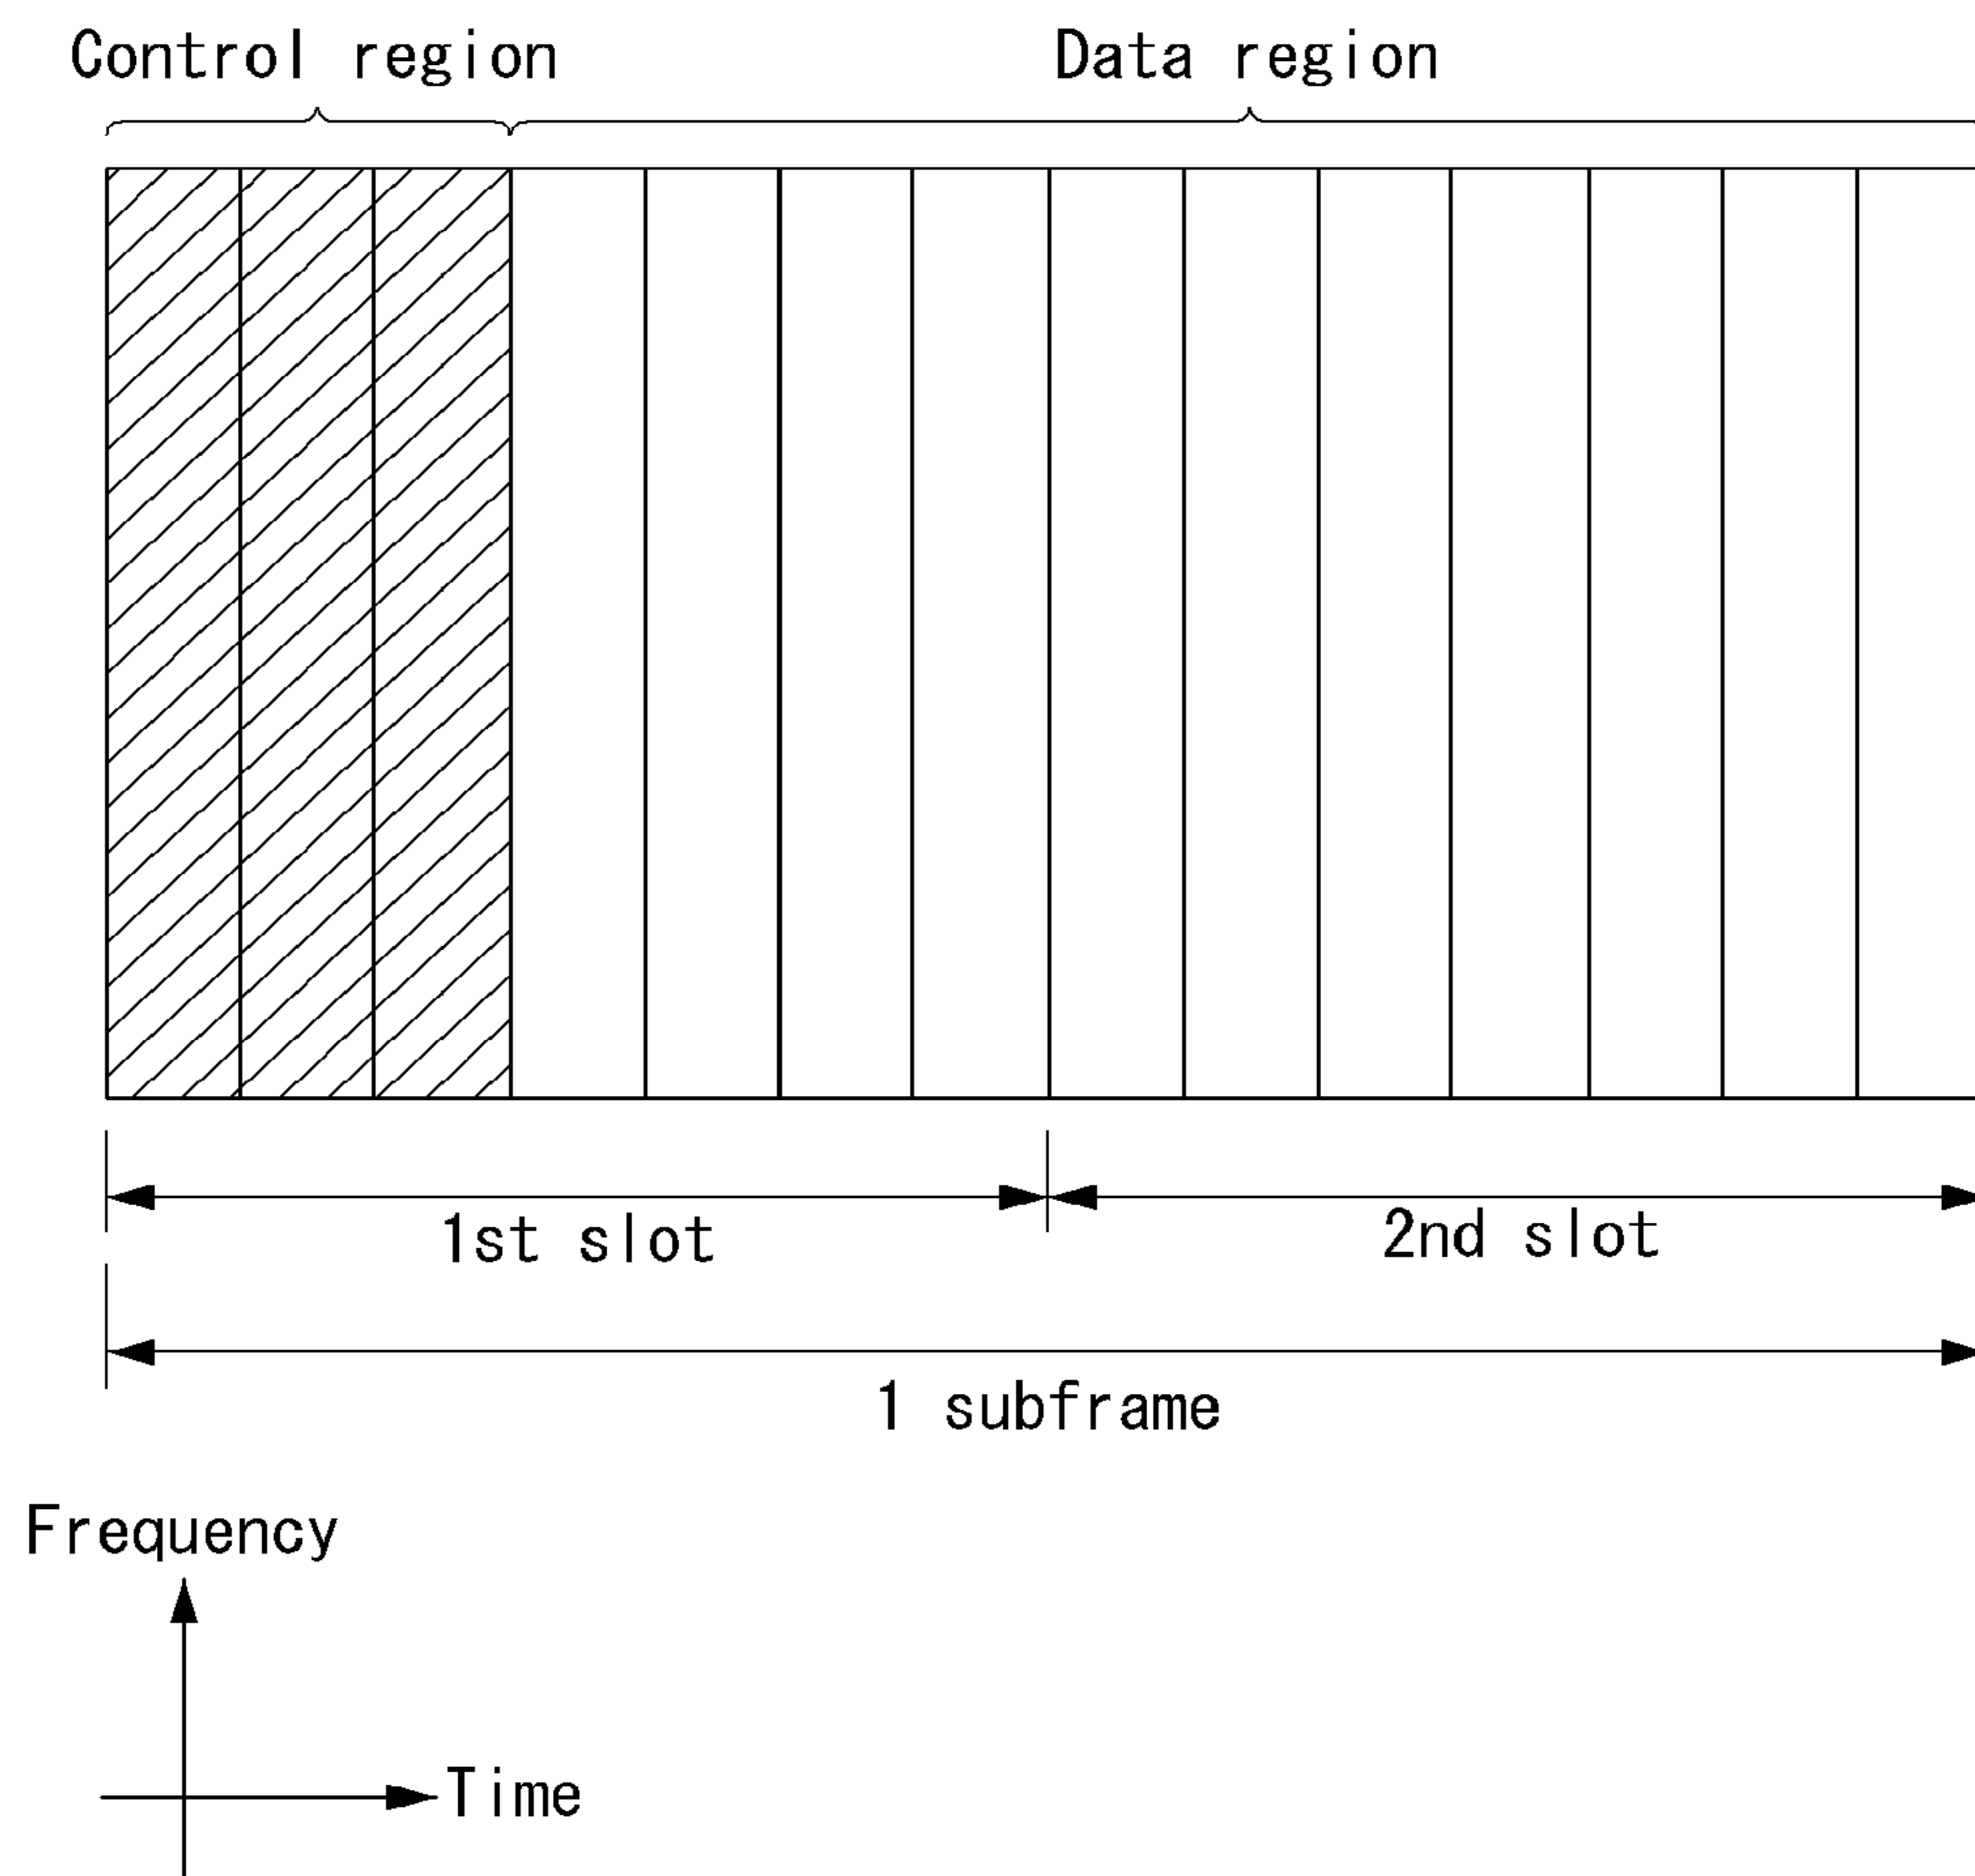 Control region
Data region
1st slot
2nd slot
1 subframe
Frequency
Time